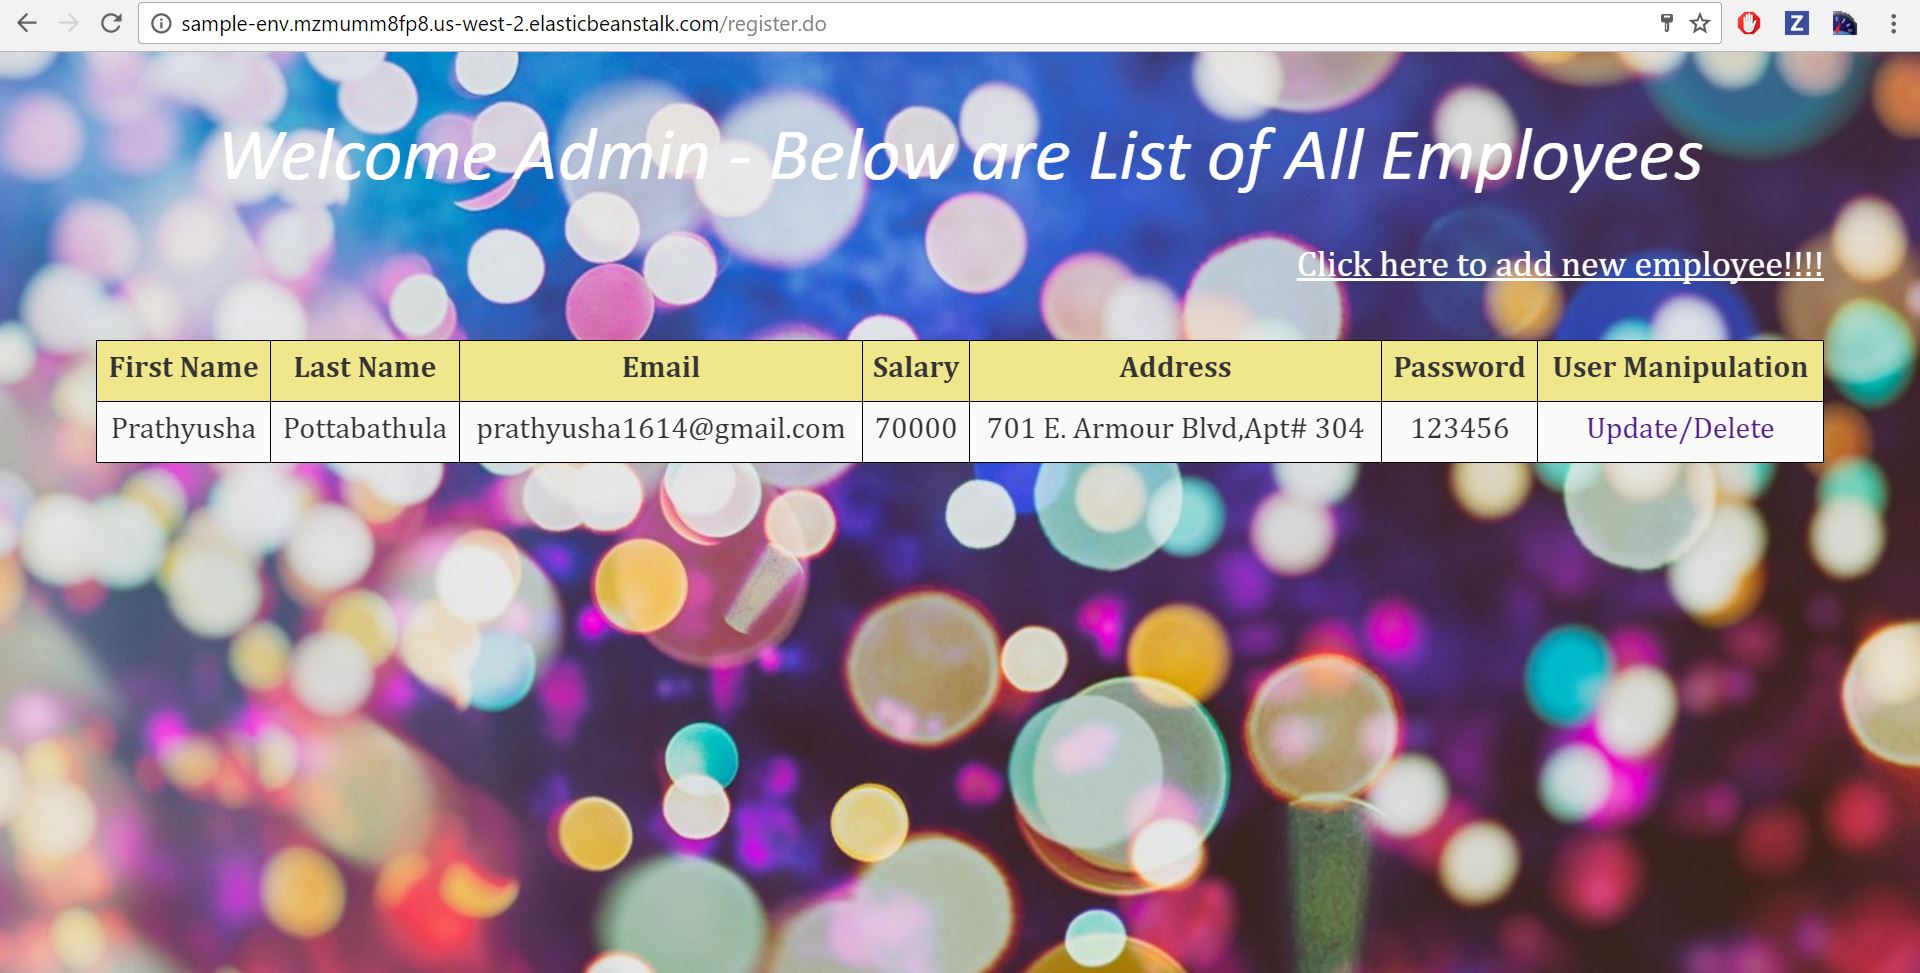 sample-env.mzmumm8fp8.us-west-2.elasticbeanstalk.com/register.do
Z
Welcome Admin - Below are List of All Employees
Click here to add new employee!!!!
First Name Last Name Email Salary Address Password User Manipulation
Prathyusha Pottabathula prathyusha1614@gmail.com 70000 701 E. Armour Blvd,Apt# 304 123456 Update/Delete